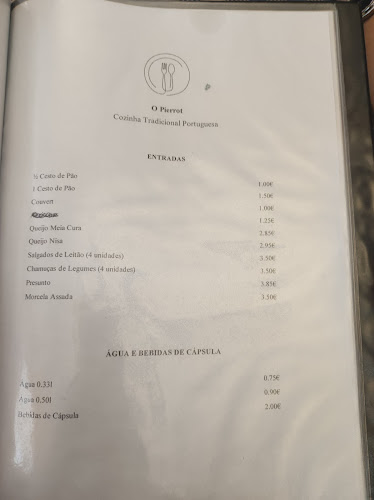 O Pierrot
Cozinha Tradicional Portuguesa
ENTRADAS
½ Cesto de Pão 1.00€
1 Cesto de Pão 1.50€
Couvert 1.00€
1.25€
Queijo Meia Cura 2.85€
Queijo Nisa 2.95€
Salgados de Leitão (4 unidades) 3.50€
Chamuças de Legumes (4 unidades) 3.50€
Presunto 3.85€
Morcela Assada 3.50€
ÁGUA E BEBIDAS DE CÁPSULA
Água 0.33l 0.75€
Água 0.50l 0.90€
Bebidas de Cápsula 2.00€